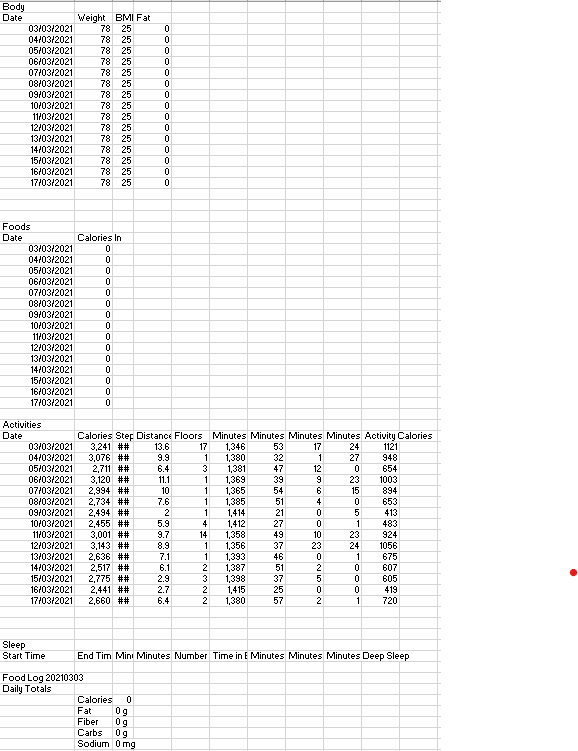 Body
Date Weight BMI Fat
03/03/2021 78 25 0
04/03/2021 78 25 0
05/03/2021 78 25 0
06/03/2021 78 25 0
07/03/2021 78 25 0
08/03/2021 78 25 0
09/03/2021 78 25 0
10/03/2021 78 25 0
11/03/2021 78 25 0
12/03/2021 78 25 0
13/03/2021 78 25 0
14/03/2021 78 25 0
15/03/2021 78 25 0
16/03/2021 78 25 0
17/03/2021 78 25 0
Foods
Date Calories In
03/03/2021 0
04/03/2021 0
05/03/2021 0
06/03/2021 0
07/03/2021 0
08/03/2021 0
09/03/2021 0
10/03/2021 0
11/03/2021 0
12/03/2021 0
13/03/2021 0
14/03/2021 0
15/03/2021 0
16/03/2021 0
17/03/2021 0
Activities
Date Calories Step Distance Floors Minutes Minutes Minutes Minutes Activity Calories
03/03/2021 3,241 ## 13.6 17 1,346 53 17 24 1121
04/03/2021 3,076 ## 9.9 1 1,380 32 1 27 948
05/03/2021 2,711 ## 6.4 3 1,381 47 12 0 654
06/03/2021 3,120 ## 11.1 1 1,369 39 9 23 1003
07/03/2021 2,994 ## 10 1 1,365 54 6 15 894
08/03/2021 2,734 ## 7.6 1 1,385 51 4 0 653
09/03/2021 2,494 ## 2 1 1,414 21 0 5 413
10/03/2021 2,455 ## 5.9 4 1,412 27 0 1 483
11/03/2021 3,001 ## 9.7 14 1,358 49 10 23 924
12/03/2021 3,143 ## 8.9 1 1,356 37 23 24 1056
13/03/2021 2,636 ## 7.1 1 1,393 46 0 1 675
14/03/2021 2,517 ## 6.1 2 1,387 51 2 0 607
15/03/2021 2,775 ## 2.9 3 1,398 37 5 0 605
16/03/2021 2,441 ## 2.7 2 1,415 25 0 0 419
17/03/2021 2,660 ## 6.4 2 1,380 57 2 1 720
Sleep
Start Time End Tim Minu Minutes Number Time in B Minutes Minutes Minutes Deep Sleep
Food Log 20210303
Daily Totals
Calories 0
Fat 0 g
Fiber 0 g
Carbs 0 g
Sodium 0 mg